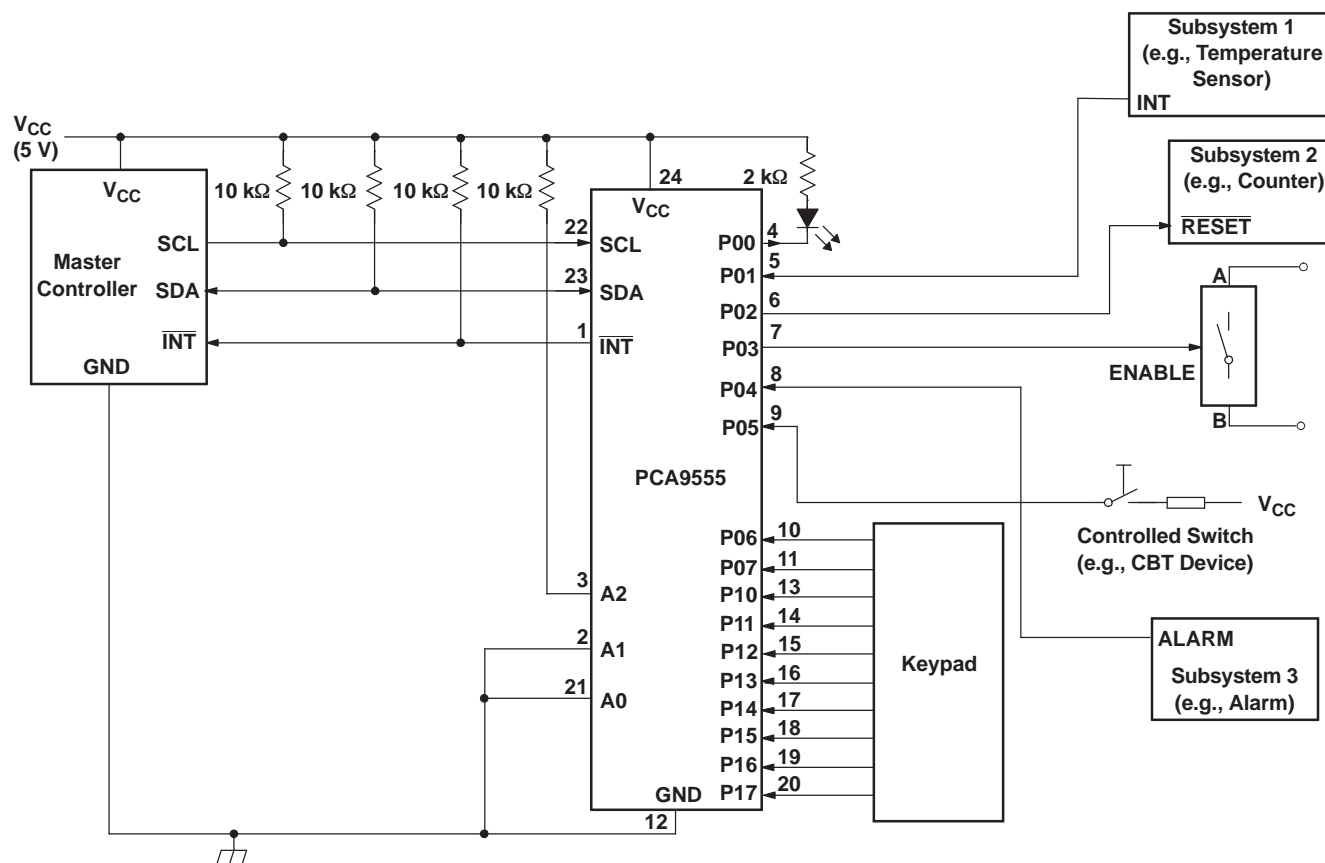 Subsystem 1
(e.g., Temperature
Sensor)
INT
V_CC
(5 V)
V_CC
10 kΩ
10 kΩ
10 kΩ
10 kΩ
24
V_CC
2 kΩ
Subsystem 2
(e.g., Counter)
RESET
Master
Controller
SCL
SDA
INT
GND
22
SCL
23
SDA
1
INT
P00
4
P01
5
P02
6
P03
7
P04
8
P05
9
A
ENABLE
B
PCA9555
V_CC
Controlled Switch
(e.g., CBT Device)
P06
10
P07
11
P10
13
P11
14
P12
15
P13
16
P14
17
P15
18
P16
19
P17
20
Keypad
3
A2
2
A1
21
A0
GND
12
ALARM
Subsystem 3
(e.g., Alarm)